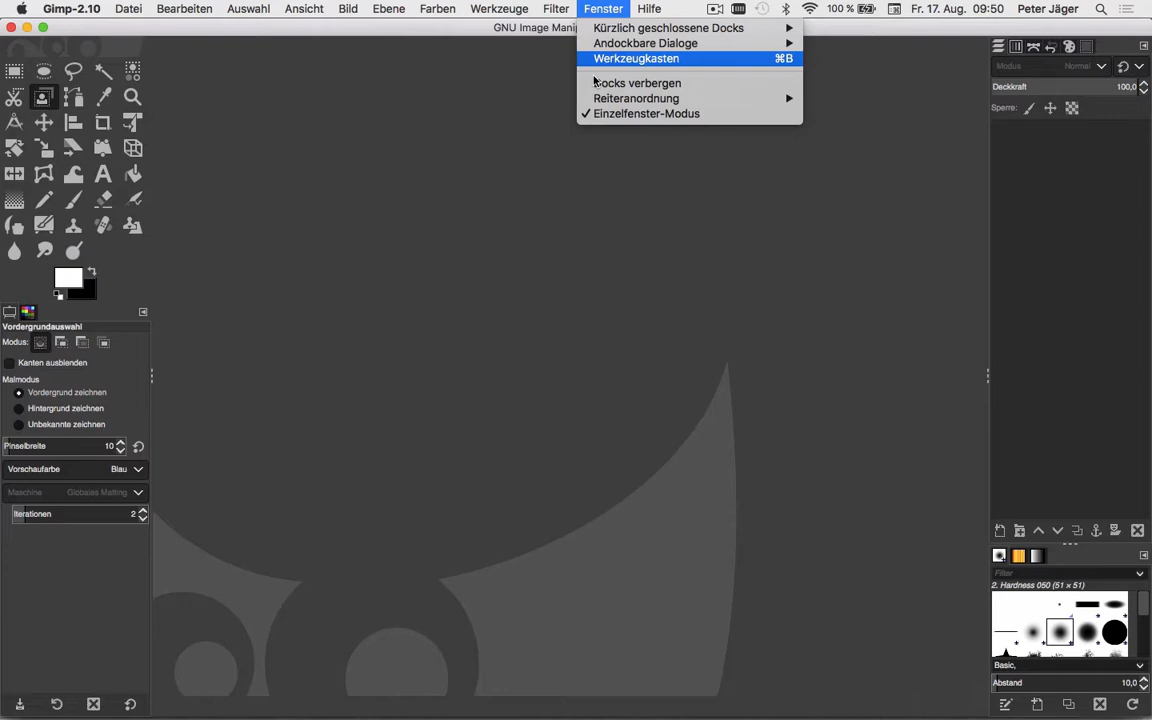 Gimp-2.10 Datei Bearbeiten Auswahl Ansicht Bild Ebene Farben Werkzeuge Filter Fenster Hilfe 100 % Fr. 17. Aug. 09:50 Peter Jäger
GNU Image Mani
Kürzlich geschlossene Docks
Andockbare Dialoge
Werkzeugkasten ⌘B
ocks verbergen
Reiteranordnung
✓ Einzelfenster-Modus
Modus Normal
Deckkraft 100,0
Sperre:
Vordergrundauswahl
Modus:
Kanten ausblenden
Malmodus
Vordergrund zeichnen
Hintergrund zeichnen
Unbekannte zeichnen
Pinselbreite 10
Vorschaufarbe Blau
Maschine Globales Matting
Iterationen 2
Filter
2. Hardness 050 (51 × 51)
Basic,
Abstand 10,0